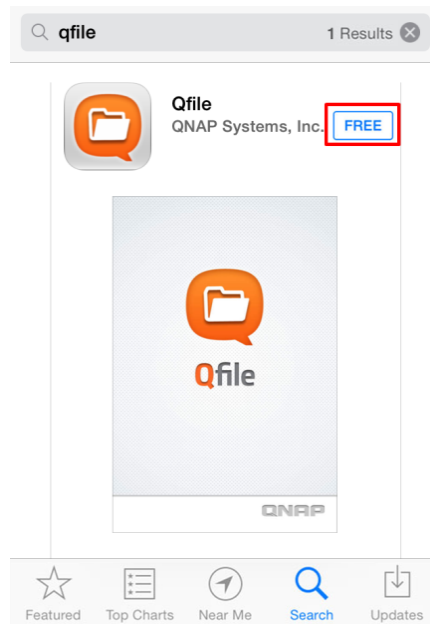 qfile 1 Results
Qfile
QNAP Systems, Inc. FREE
Qfile
QNAP
Featured Top Charts Near Me Search Updates